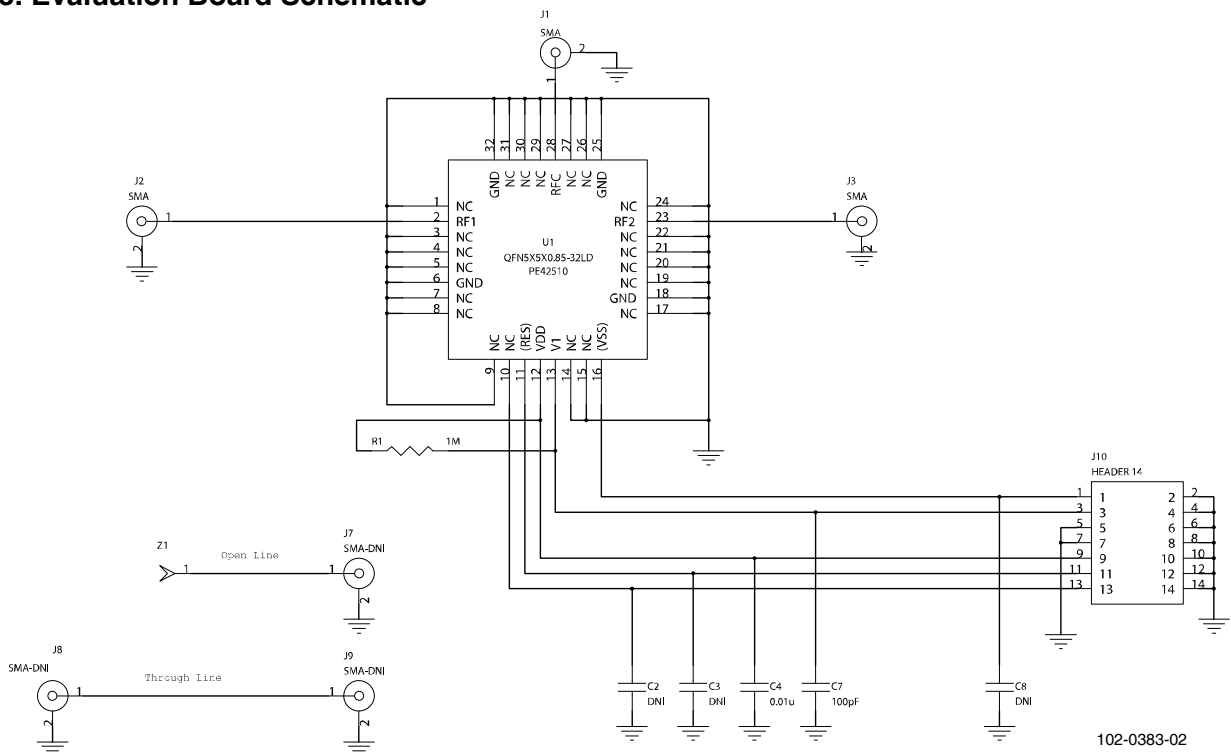 3. Evaluation Board Schematic
J1
SMA
2
1
32 31 30 29 28 27 26 25
GND NC NC NC RFC NC NC GND
J2
SMA
1
2
J3
SMA
1
2
1 NC
2 RF1
3 NC
4 NC
5 NC
6 GND
7 NC
8 NC
U1
QFN5X5X0.85-32LD
PE42510
NC 24
RF2 23
NC 22
NC 21
NC 20
NC 19
GND 18
NC 17
NC NC (RES) VDD V1 NC NC (VSS)
9 10 11 12 13 14 15 16
R1 1M
J10
HEADER 14
1 1 2 2
3 3 4 4
5 5 6 6
7 7 8 8
9 9 10 10
11 11 12 12
13 13 14 14
Z1
1 Open Line 1
J7
SMA-DNI
2
J8
SMA-DNI
1 Through Line 1
2
J9
SMA-DNI
2
C2
DNI
C3
DNI
C4
0.01u
C7
100pF
C8
DNI
102-0383-02